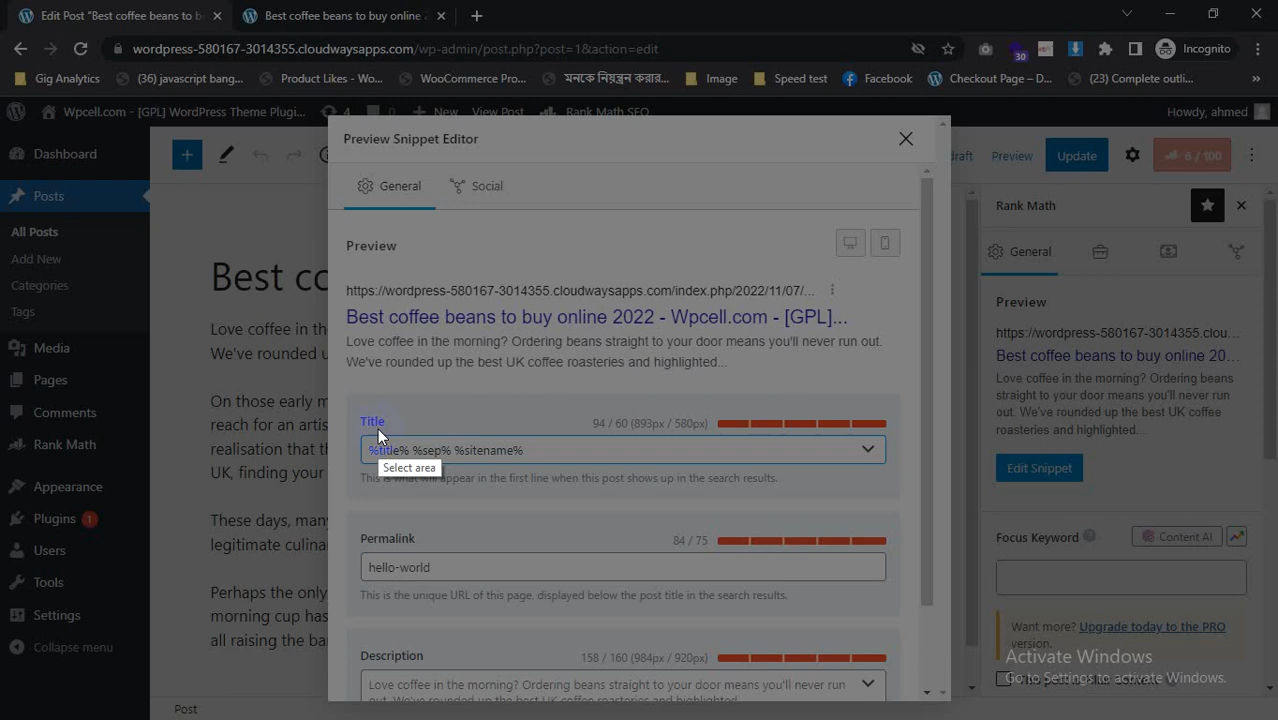 Edit Post "Best coffee beans to b
Best coffee beans to buy online 2
wordpress-580167-3014355.cloudwaysapps.com/wp-admin/post.php?post=1&action=edit
30
Incognito
Gig Analytics
(36) javascript bang...
Product Likes - Wo...
WooCommerce Pro...
মনকে নিয়ন্ত্রন করার...
Image
Speed test
Facebook
Checkout Page – D...
(23) Complete outli...
Wpcell.com - [GPL] WordPress Theme Plugi...
4
0
New
View Post
Rank Math SEO
Howdy, ahmed
Dashboard
Posts
All Posts
Add New
Categories
Tags
Media
Pages
Comments
Rank Math
Appearance
Plugins 1
Users
Tools
Settings
Collapse menu
draft
Preview
Update
6 / 100
Best co
Love coffee in the
We've rounded u
On those early m
reach for an artis
realisation that t
UK, finding your
These days, many
legitimate culina
Perhaps the only
morning cup has
all raising the ba
Post
Preview Snippet Editor
General
Social
Preview
https://wordpress-580167-3014355.cloudwaysapps.com/index.php/2022/11/07/...
Best coffee beans to buy online 2022 - Wpcell.com - [GPL]...
Love coffee in the morning? Ordering beans straight to your door means you'll never run out.
We've rounded up the best UK coffee roasteries and highlighted...
Title
94 / 60 (893px / 580px)
%title% %sep% %sitename%
Select area
This is what will appear in the first line when this post shows up in the search results.
Permalink
84 / 75
hello-world
This is the unique URL of this page, displayed below the post title in the search results.
Description
158 / 160 (984px / 920px)
Love coffee in the morning? Ordering beans straight to your door means you'll never run
out. We've rounded up the best UK coffee roasteries and highlighted
Rank Math
General
Preview
https://wordpress-580167-3014355.clou...
Best coffee beans to buy online 20...
Love coffee in the morning? Ordering beans
straight to your door means you'll never run
out. We've rounded up the best UK coffee
roasteries and highlighted...
Edit Snippet
Focus Keyword
Content AI
Want more? Upgrade today to the PRO
version.
Activate Windows
Go to Settings to activate Windows.